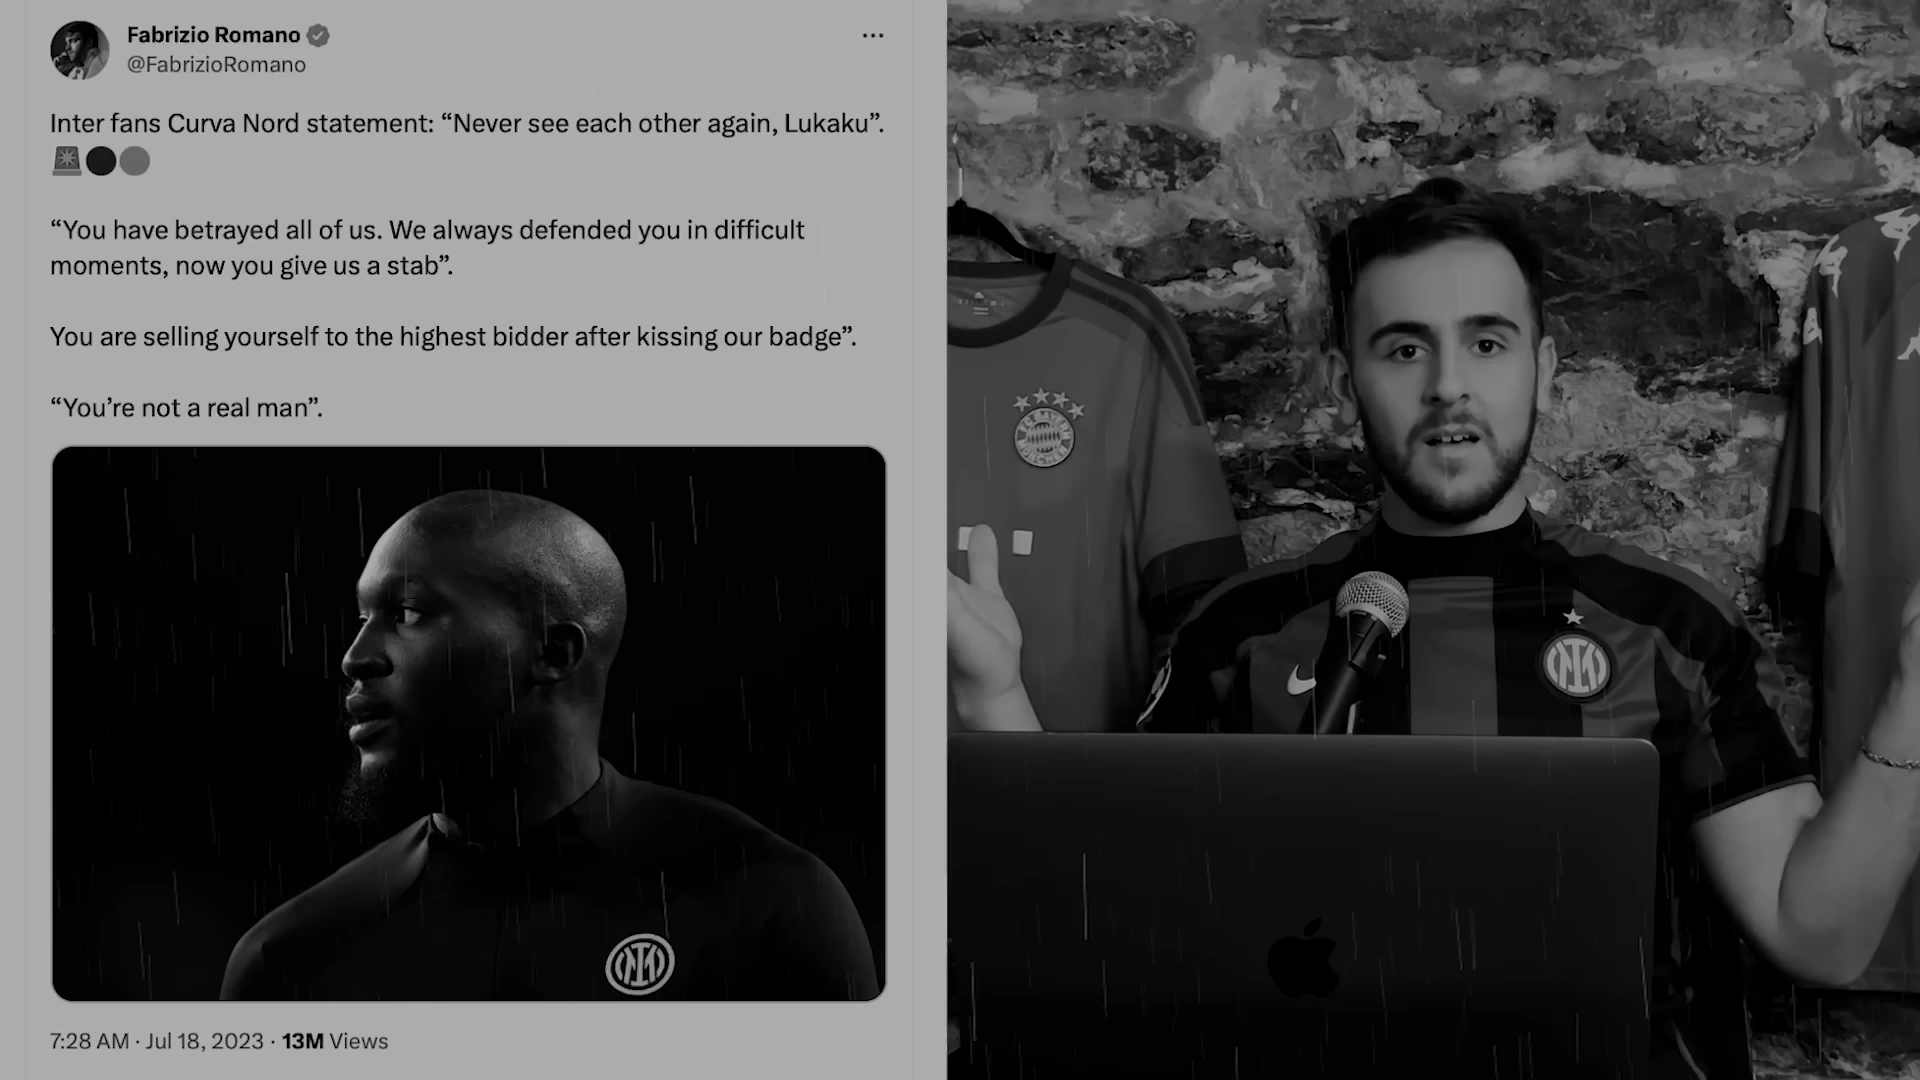 Fabrizio Romano
@FabrizioRomano
Inter fans Curva Nord statement: “Never see each other again, Lukaku”.
“You have betrayed all of us. We always defended you in difficult
moments, now you give us a stab”.
You are selling yourself to the highest bidder after kissing our badge”.
“You’re not a real man”.
7:28 AM · Jul 18, 2023 · 13M Views